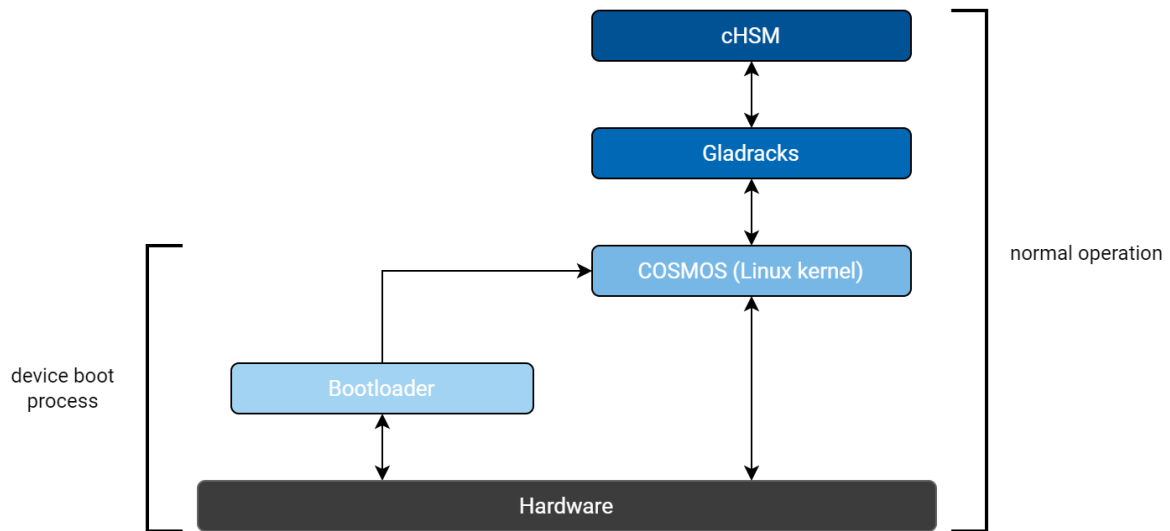 cHSM
Gladracks
normal operation
COSMOS (Linux kernel)
device boot
process
Bootloader
Hardware